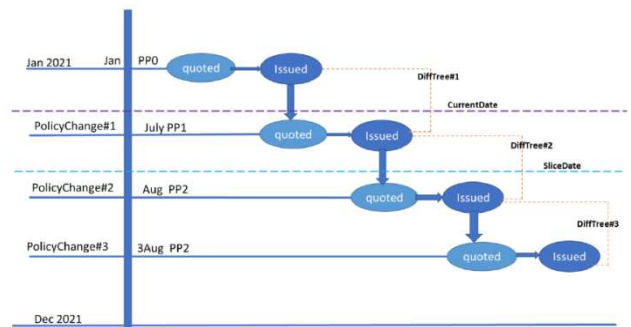 Jan 2021 Jan PP0 quoted Issued
DiffTree#1
CurrentDate
PolicyChange#1 July PP1 quoted Issued
DiffTree#2
SliceDate
PolicyChange#2 Aug PP2 quoted Issued
DiffTree#3
PolicyChange#3 3Aug PP2 quoted Issued
Dec 2021